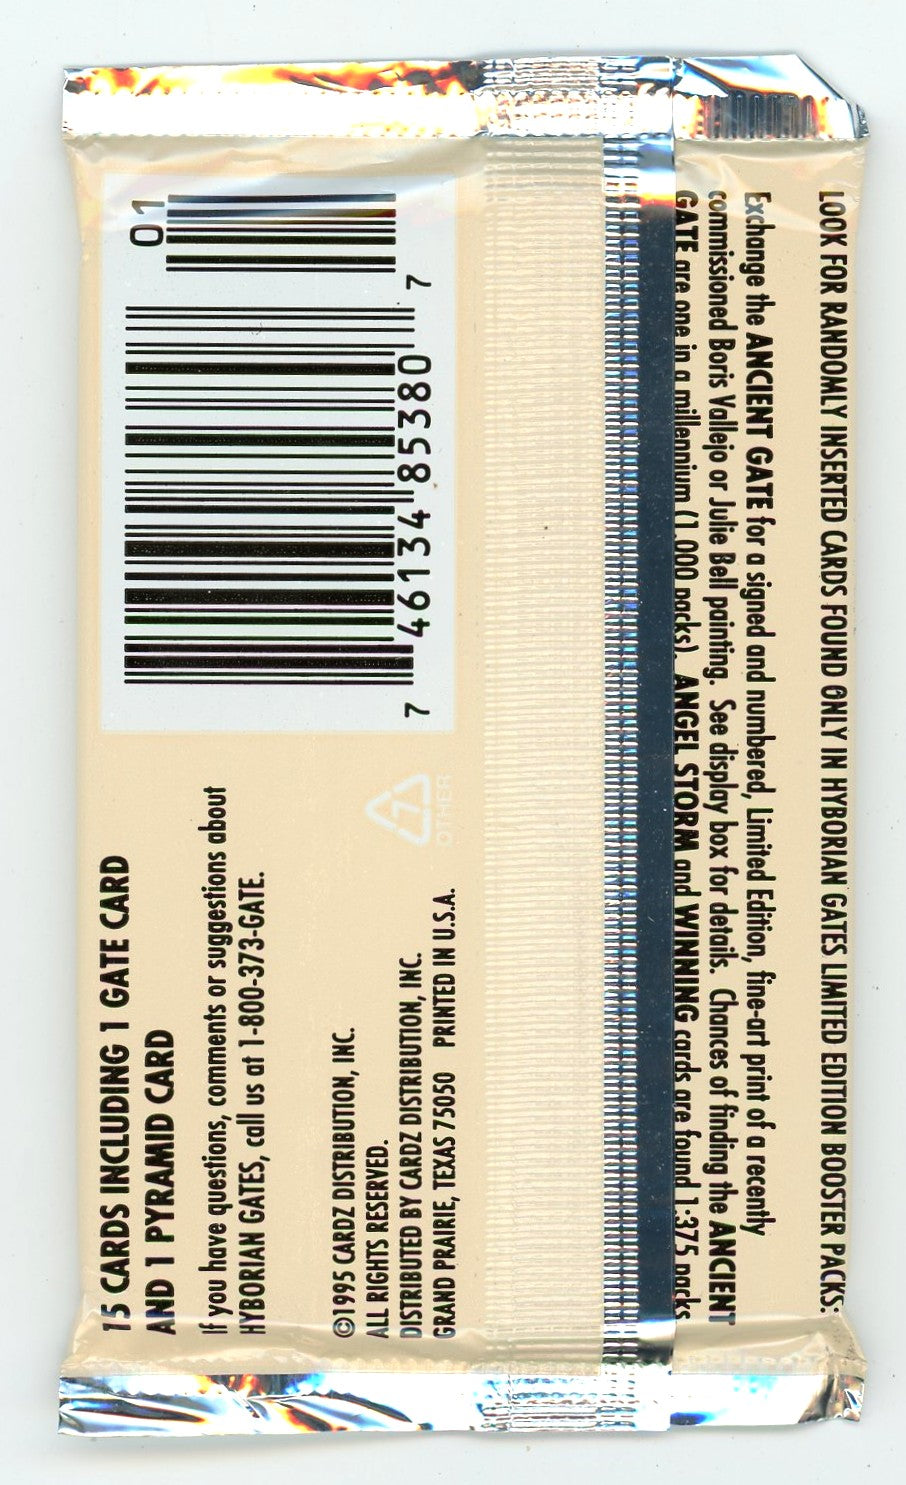 LOOK FOR RANDOMLY INSERTED CARDS FOUND ONLY IN HYBORIAN GATES LIMITED EDITION BOOSTER PACKS:
Exchange the ANCIENT GATE for a signed and numbered, Limited Edition, fine-art print of a recently
commissioned Boris Vallejo or Julie Bell painting. See display box for details. Chances of finding the ANCIENT
GATE are one in a millennium (1,000 packs). ANGEL STORM and WINNING cards are found 1:375 packs
15 CARDS INCLUDING 1 GATE CARD
AND 1 PYRAMID CARD
If you have questions, comments or suggestions about
HYBORIAN GATES, call us at 1-800-373-GATE.
©1995 CARDZ DISTRIBUTION, INC.
ALL RIGHTS RESERVED.
DISTRIBUTED BY CARDZ DISTRIBUTION, INC.
GRAND PRAIRIE, TEXAS 75050 PRINTED IN U.S.A.
7 46134 85380 7
01
1
OTHER